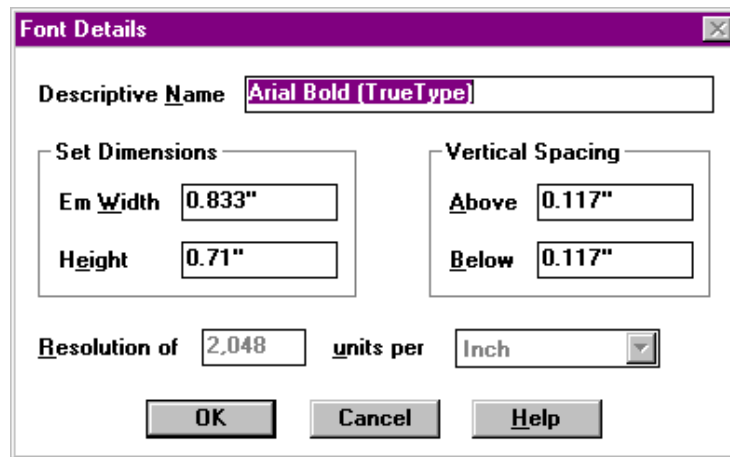 Font Details
Descriptive Name Arial Bold (TrueType)
Set Dimensions
Em Width 0.833"
Height 0.71"
Vertical Spacing
Above 0.117"
Below 0.117"
Resolution of 2,048 units per Inch
OK Cancel Help